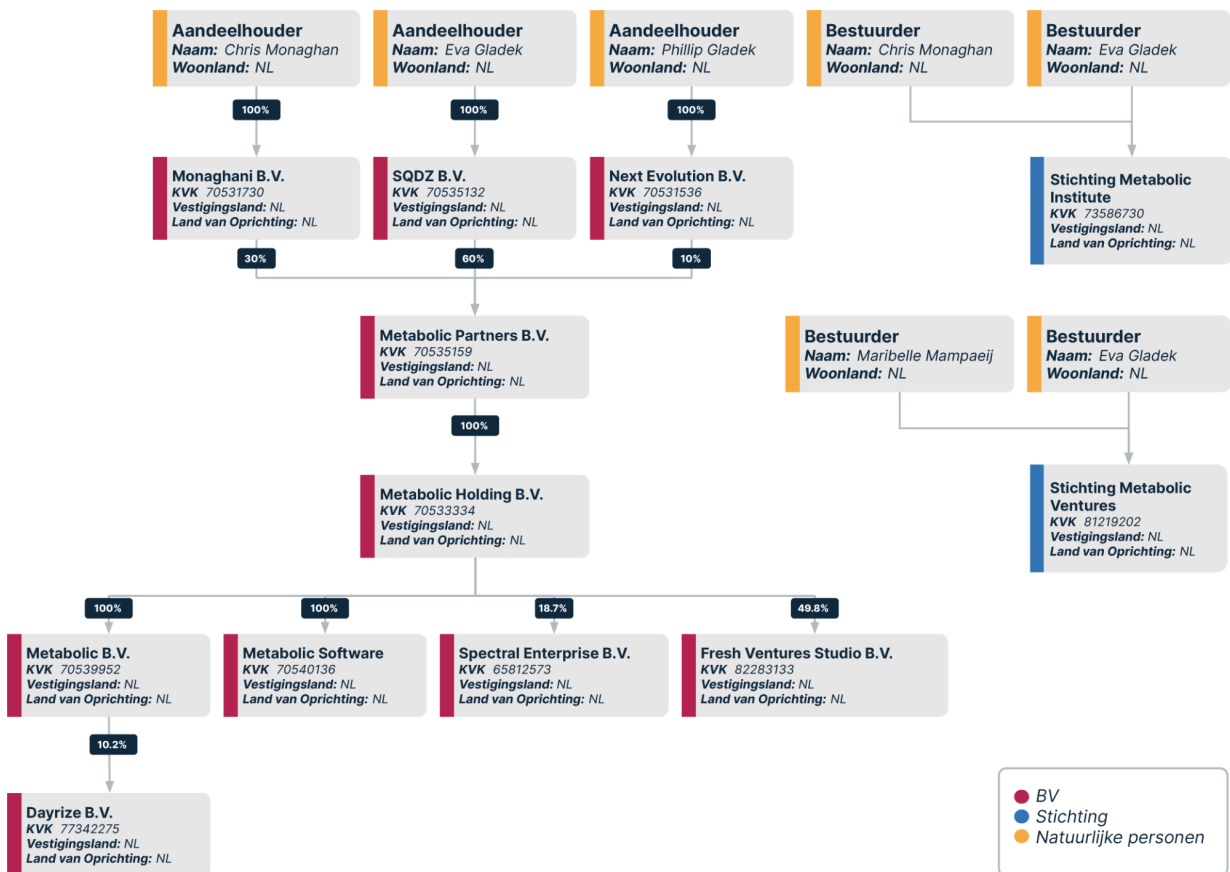 Aandeelhouder
Naam: Chris Monaghan
Woonland: NL
Aandeelhouder
Naam: Eva Gladek
Woonland: NL
Aandeelhouder
Naam: Phillip Gladek
Woonland: NL
Bestuurder
Naam: Chris Monaghan
Woonland: NL
Bestuurder
Naam: Eva Gladek
Woonland: NL
100%
100%
100%
Monaghani B.V.
KVK 70531730
Vestigingsland: NL
Land van Oprichting: NL
SQDZ B.V.
KVK 70535132
Vestigingsland: NL
Land van Oprichting: NL
Next Evolution B.V.
KVK 70531536
Vestigingsland: NL
Land van Oprichting: NL
Stichting Metabolic
Institute
KVK 73586730
Vestigingsland: NL
Land van Oprichting: NL
30%
60%
10%
Metabolic Partners B.V.
KVK 70535159
Vestigingsland: NL
Land van Oprichting: NL
Bestuurder
Naam: Maribelle Mampaeij
Woonland: NL
Bestuurder
Naam: Eva Gladek
Woonland: NL
100%
Metabolic Holding B.V.
KVK 70533334
Vestigingsland: NL
Land van Oprichting: NL
Stichting Metabolic
Ventures
KVK 81219202
Vestigingsland: NL
Land van Oprichting: NL
100%
100%
18.7%
49.8%
Metabolic B.V.
KVK 70539952
Vestigingsland: NL
Land van Oprichting: NL
Metabolic Software
KVK 70540136
Vestigingsland: NL
Land van Oprichting: NL
Spectral Enterprise B.V.
KVK 65812573
Vestigingsland: NL
Land van Oprichting: NL
Fresh Ventures Studio B.V.
KVK 82283133
Vestigingsland: NL
Land van Oprichting: NL
10.2%
Dayrize B.V.
KVK 77342275
Vestigingsland: NL
Land van Oprichting: NL
BV
Stichting
Natuurlijke personen